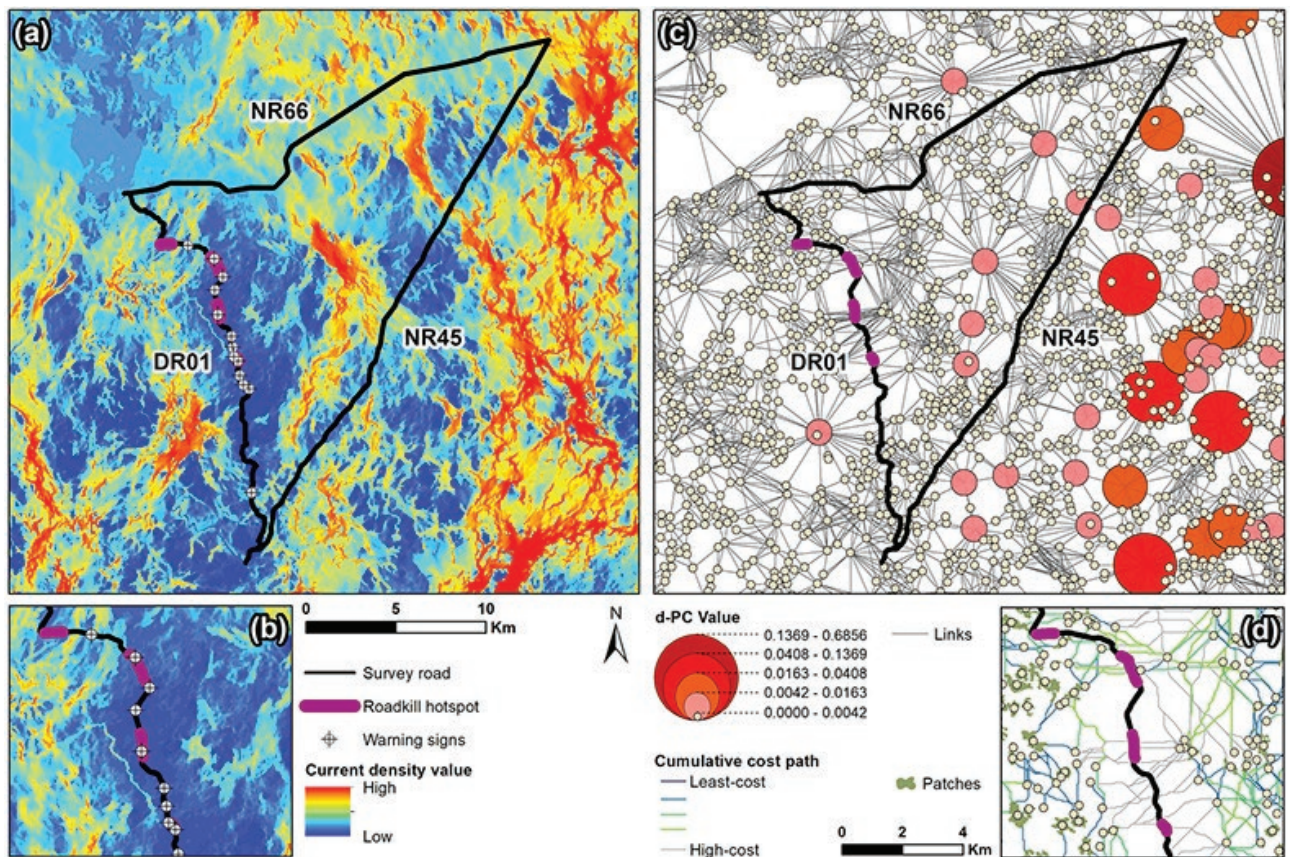 (a)
NR66
NR45
DR01
(c)
NR66
NR45
DR01
(b)
0 5 10
Km
Survey road
Roadkill hotspot
Warning signs
Current density value
High
Low
N
d-PC Value
0.1369 - 0.6856
0.0408 - 0.1369
0.0163 - 0.0408
0.0042 - 0.0163
0.0000 - 0.0042
Links
Cumulative cost path
Least-cost
High-cost
Patches
0 2 4
Km
(d)